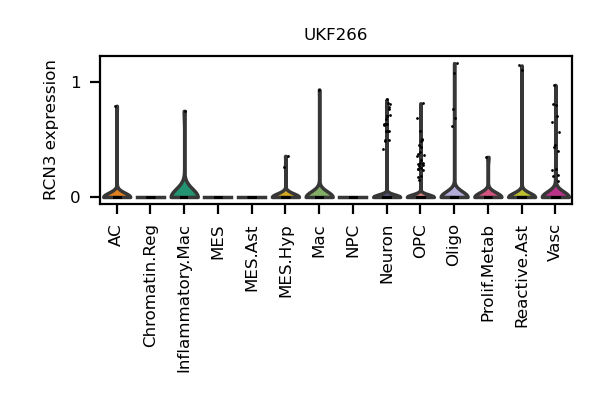 UKF266
RCN3 expression
1
0
AC
Chromatin.Reg
Inflammatory.Mac
MES
MES.Ast
MES.Hyp
Mac
NPC
Neuron
OPC
Oligo
Prolif.Metab
Reactive.Ast
Vasc